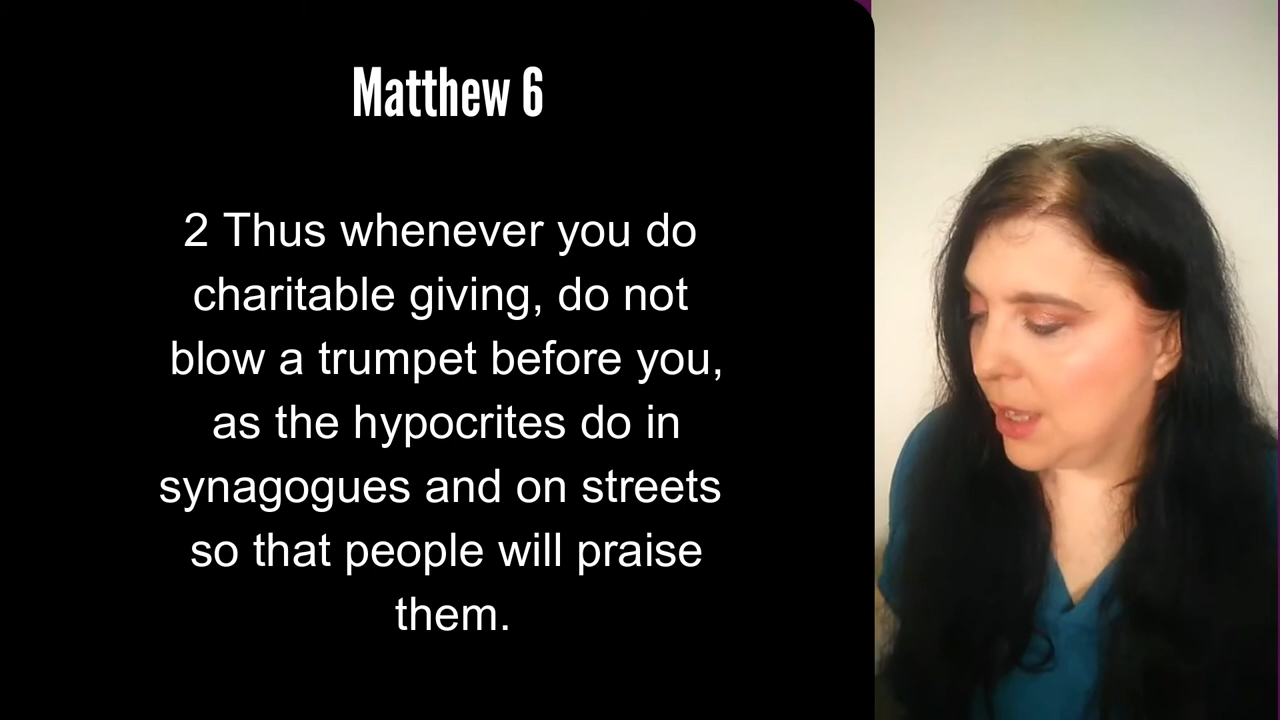 Matthew 6
2 Thus whenever you do
charitable giving, do not
blow a trumpet before you,
as the hypocrites do in
synagogues and on streets
so that people will praise
them.